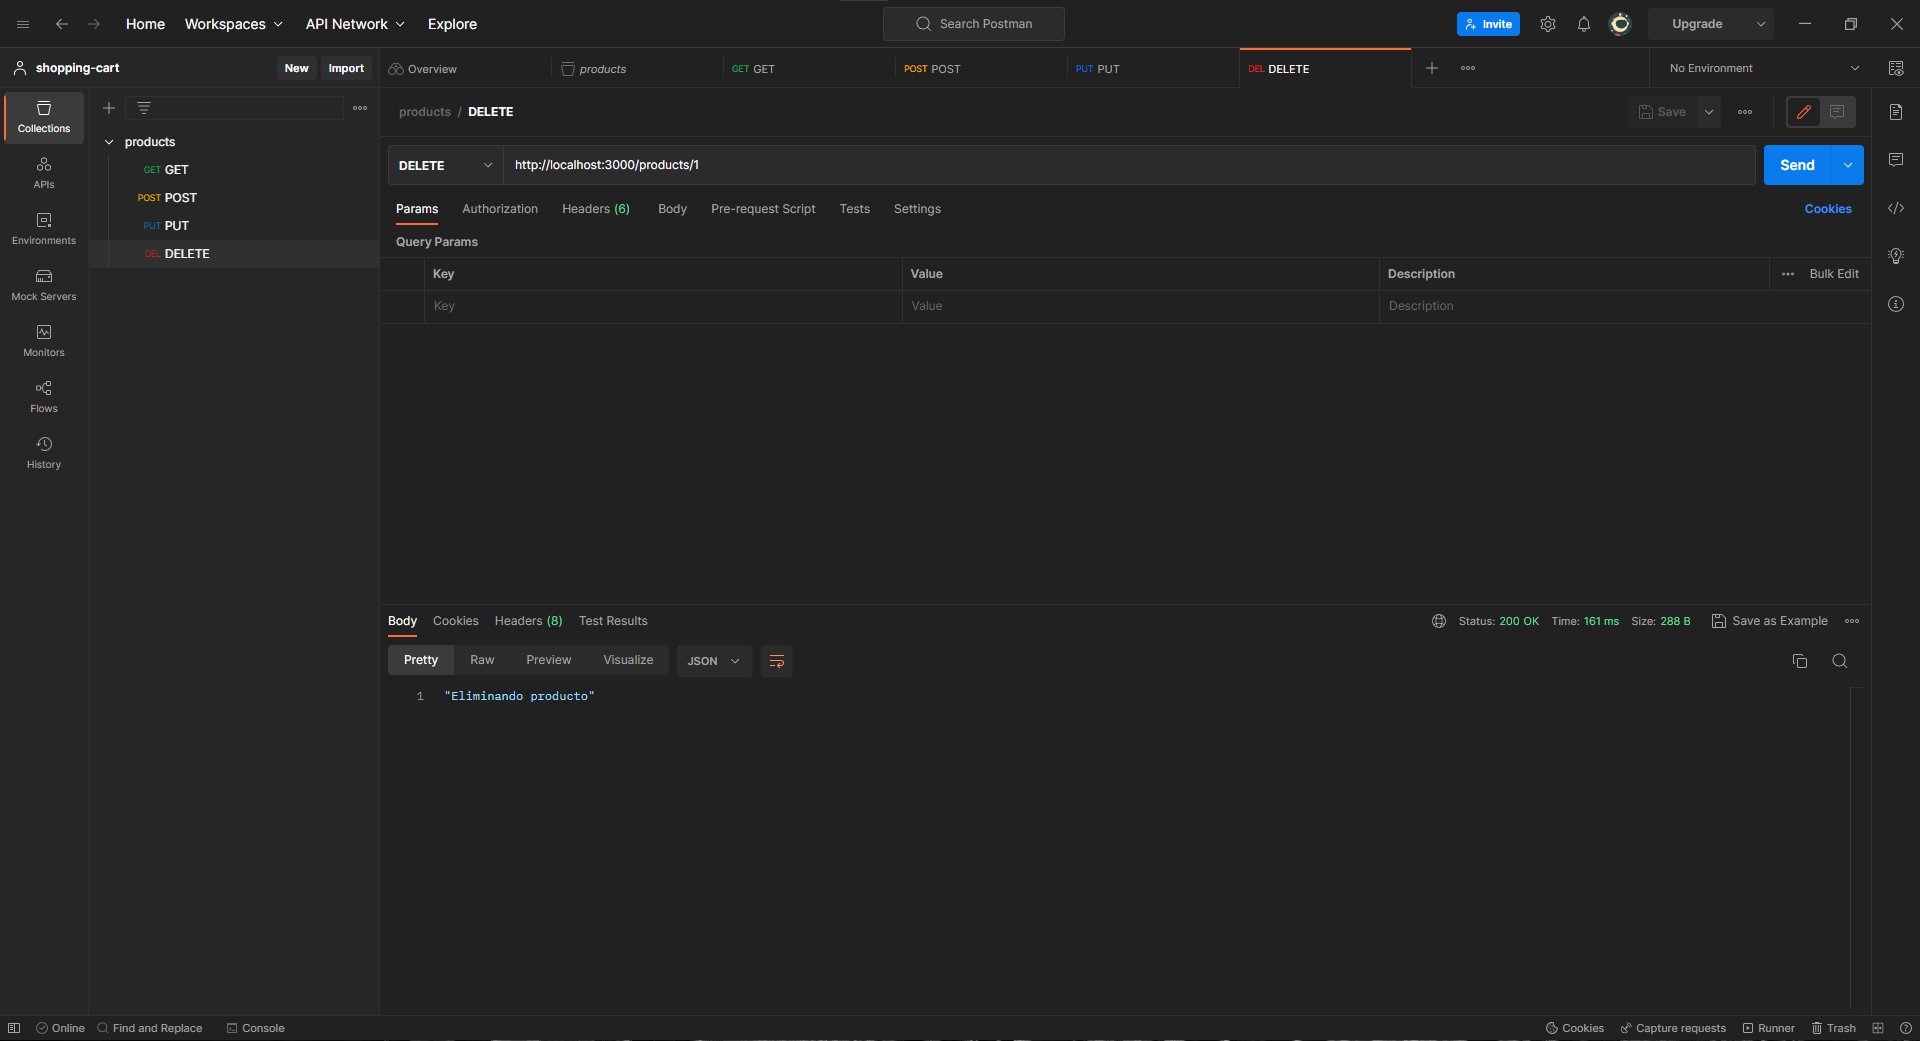 Home Workspaces API Network Explore Search Postman Invite Upgrade
shopping-cart New Import Overview products GET GET POST POST PUT PUT DEL DELETE No Environment
Collections
APIs
Environments
Mock Servers
Monitors
Flows
History
products
GET GET
POST POST
PUT PUT
DEL DELETE
products / DELETE Save
DELETE http://localhost:3000/products/1 Send
Params Authorization Headers (6) Body Pre-request Script Tests Settings Cookies
Query Params
Key Value Description Bulk Edit
Key Value Description
Body Cookies Headers (8) Test Results Status: 200 OK Time: 161 ms Size: 288 B Save as Example
Pretty Raw Preview Visualize JSON
1 "Eliminando producto"
Online Find and Replace Console Cookies Capture requests Runner Trash